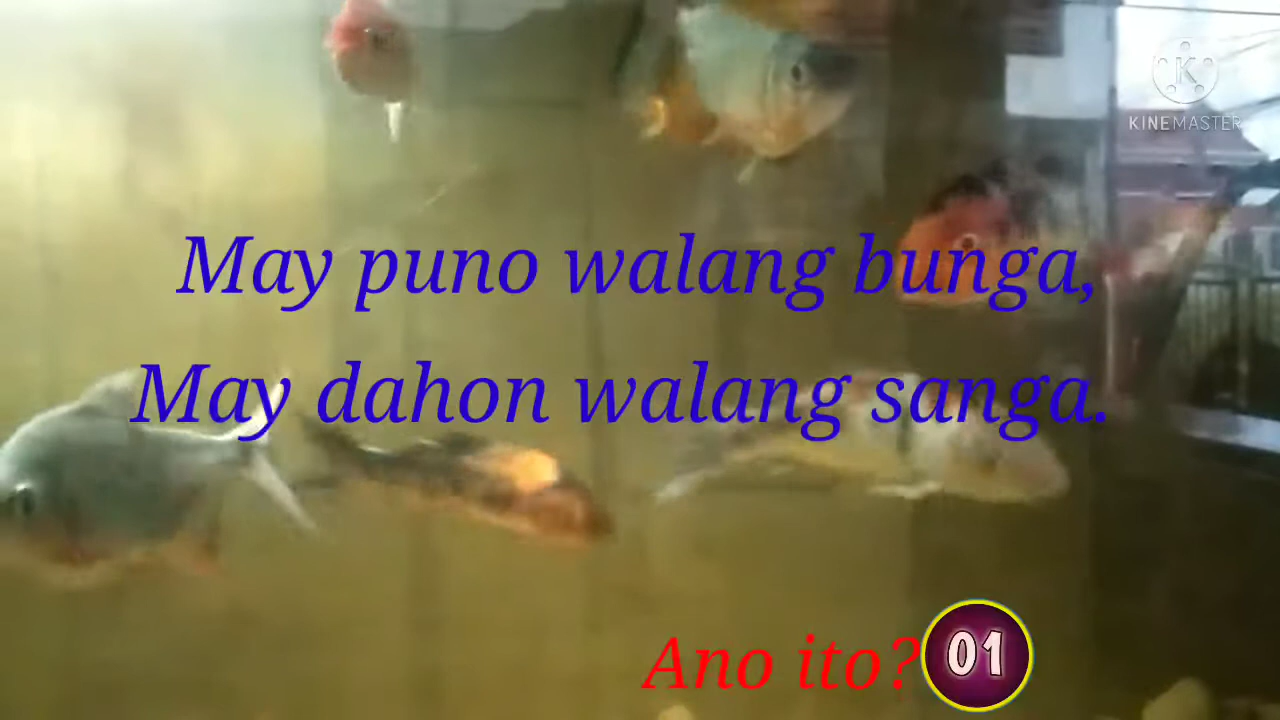 KINEMASTER
May puno walang bunga,
May dahon walang sanga.
Ano ito?
01